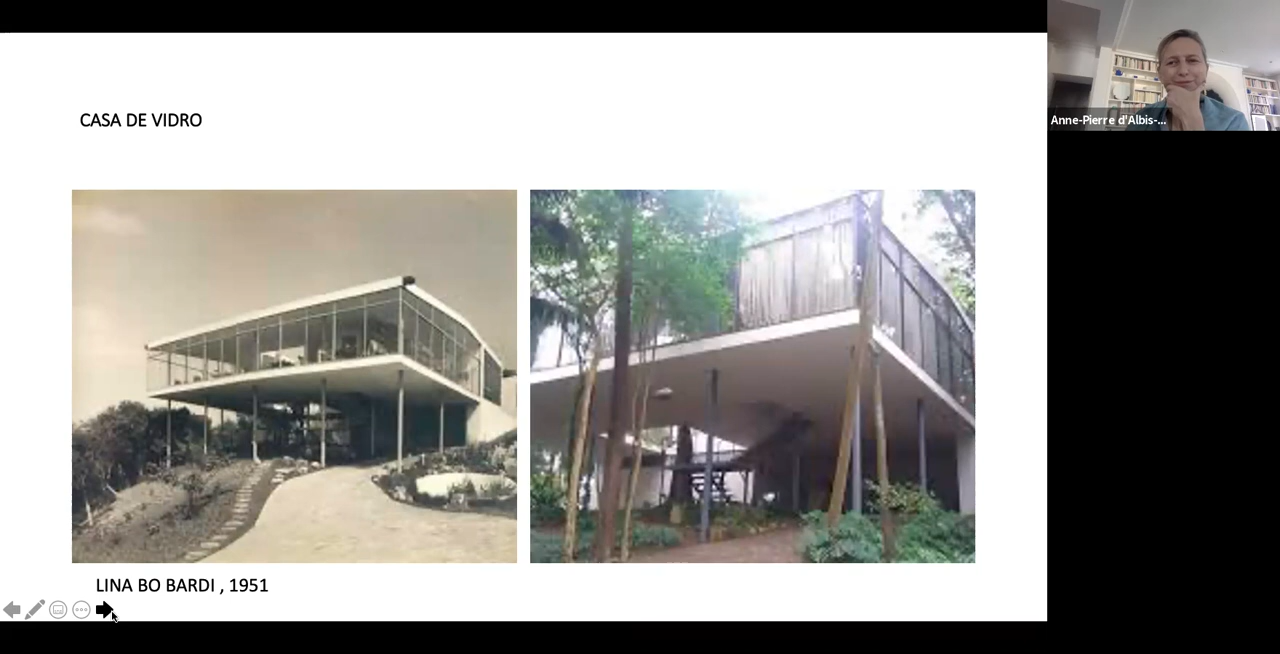 CASA DE VIDRO
Anne-Pierre d'Albis-...
LINA BO BARDI , 1951